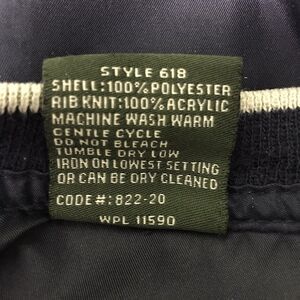 STYLE 618
SHELL:100% POLYESTER
RIB KNIT:100% ACRYLIC
MACHINE WASH WARM
GENTLE CYCLE
DO NOT BLEACH
TUMBLE DRY LOW
IRON ON LOWEST SETTING
OR CAN BE DRY CLEANED
CODE#:822-20
WPL 11590